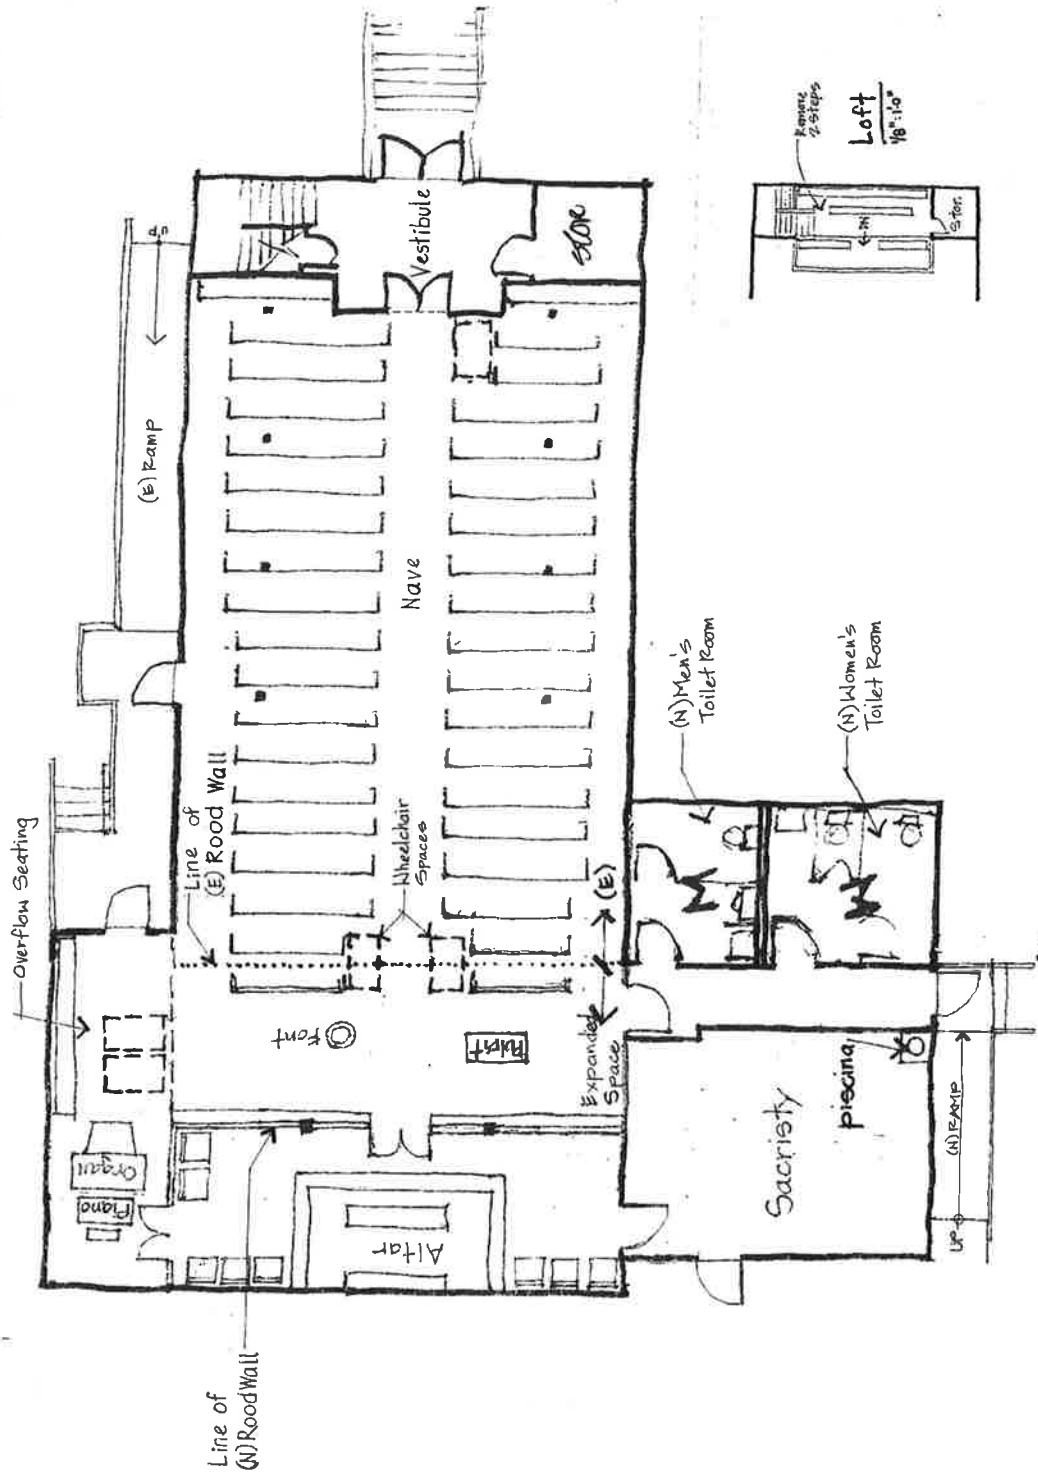 Remove
2 steps
Loft
1/8":1'-0"
DN
Stor.
dn
(E) Ramp
Vestibule
STOR
Nave
Overflow Seating
Line of
(E) Rood Wall
Wheelchair
Spaces
(E)
Expanded
Space
(N) Men's
Toilet Room
(N) Women's
Toilet Room
M
W
Font
Pulpit
Organ
Piano
Altar
Sacristy
piscina
(N) RAMP
UP
Line of
(N) Rood Wall